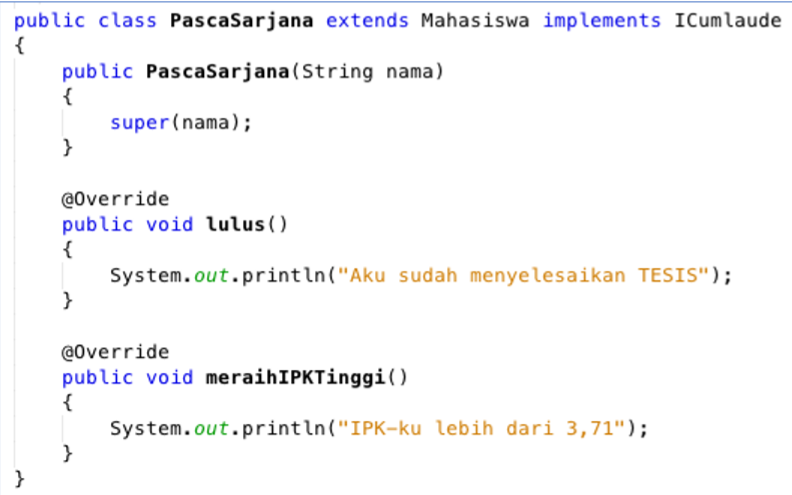 public class PascaSarjana extends Mahasiswa implements ICumlaude
{
    public PascaSarjana(String nama)
    {
        super(nama);
    }

    @Override
    public void lulus()
    {
        System.out.println("Aku sudah menyelesaikan TESIS");
    }

    @Override
    public void meraihIPKTinggi()
    {
        System.out.println("IPK-ku lebih dari 3,71");
    }
}